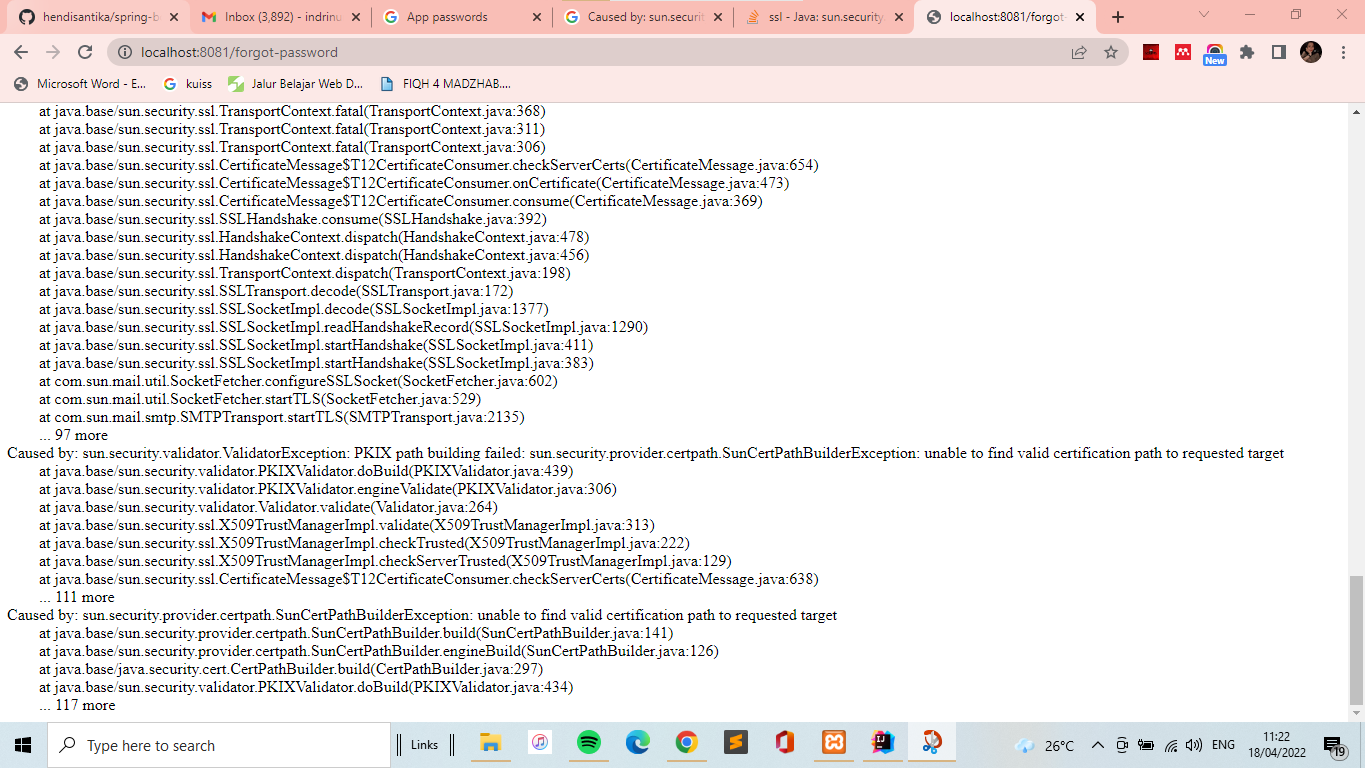 hendisantika/spring-b
Inbox (3,892) - indrinu
App passwords
Caused by: sun.securit
ssl - Java: sun.security.
localhost:8081/forgot-
localhost:8081/forgot-password
New
Microsoft Word - E...
kuiss
Jalur Belajar Web D...
FIQH 4 MADZHAB....
at java.base/sun.security.ssl.TransportContext.fatal(TransportContext.java:368)
at java.base/sun.security.ssl.TransportContext.fatal(TransportContext.java:311)
at java.base/sun.security.ssl.TransportContext.fatal(TransportContext.java:306)
at java.base/sun.security.ssl.CertificateMessage$T12CertificateConsumer.checkServerCerts(CertificateMessage.java:654)
at java.base/sun.security.ssl.CertificateMessage$T12CertificateConsumer.onCertificate(CertificateMessage.java:473)
at java.base/sun.security.ssl.CertificateMessage$T12CertificateConsumer.consume(CertificateMessage.java:369)
at java.base/sun.security.ssl.SSLHandshake.consume(SSLHandshake.java:392)
at java.base/sun.security.ssl.HandshakeContext.dispatch(HandshakeContext.java:478)
at java.base/sun.security.ssl.HandshakeContext.dispatch(HandshakeContext.java:456)
at java.base/sun.security.ssl.TransportContext.dispatch(TransportContext.java:198)
at java.base/sun.security.ssl.SSLTransport.decode(SSLTransport.java:172)
at java.base/sun.security.ssl.SSLSocketImpl.decode(SSLSocketImpl.java:1377)
at java.base/sun.security.ssl.SSLSocketImpl.readHandshakeRecord(SSLSocketImpl.java:1290)
at java.base/sun.security.ssl.SSLSocketImpl.startHandshake(SSLSocketImpl.java:411)
at java.base/sun.security.ssl.SSLSocketImpl.startHandshake(SSLSocketImpl.java:383)
at com.sun.mail.util.SocketFetcher.configureSSLSocket(SocketFetcher.java:602)
at com.sun.mail.util.SocketFetcher.startTLS(SocketFetcher.java:529)
at com.sun.mail.smtp.SMTPTransport.startTLS(SMTPTransport.java:2135)
... 97 more
Caused by: sun.security.validator.ValidatorException: PKIX path building failed: sun.security.provider.certpath.SunCertPathBuilderException: unable to find valid certification path to requested target
at java.base/sun.security.validator.PKIXValidator.doBuild(PKIXValidator.java:439)
at java.base/sun.security.validator.PKIXValidator.engineValidate(PKIXValidator.java:306)
at java.base/sun.security.validator.Validator.validate(Validator.java:264)
at java.base/sun.security.ssl.X509TrustManagerImpl.validate(X509TrustManagerImpl.java:313)
at java.base/sun.security.ssl.X509TrustManagerImpl.checkTrusted(X509TrustManagerImpl.java:222)
at java.base/sun.security.ssl.X509TrustManagerImpl.checkServerTrusted(X509TrustManagerImpl.java:129)
at java.base/sun.security.ssl.CertificateMessage$T12CertificateConsumer.checkServerCerts(CertificateMessage.java:638)
... 111 more
Caused by: sun.security.provider.certpath.SunCertPathBuilderException: unable to find valid certification path to requested target
at java.base/sun.security.provider.certpath.SunCertPathBuilder.build(SunCertPathBuilder.java:141)
at java.base/sun.security.provider.certpath.SunCertPathBuilder.engineBuild(SunCertPathBuilder.java:126)
at java.base/java.security.cert.CertPathBuilder.build(CertPathBuilder.java:297)
at java.base/sun.security.validator.PKIXValidator.doBuild(PKIXValidator.java:434)
... 117 more
Type here to search
Links
26°C
ENG
11:22
18/04/2022
19